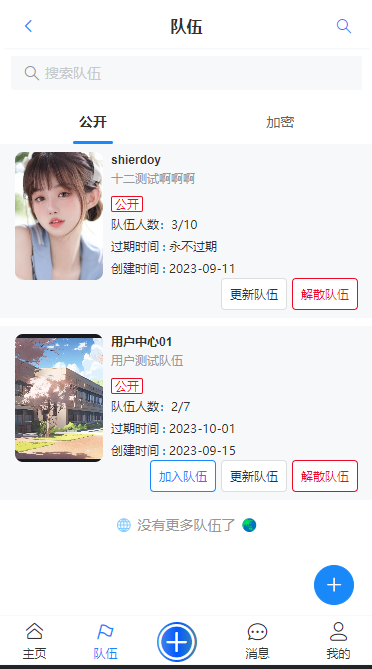 队伍
搜索队伍
公开
加密
shierdoy
十二测试啊啊啊
公开
队伍人数：3/10
过期时间 : 永不过期
创建时间 : 2023-09-11
更新队伍
解散队伍
用户中心01
用户测试队伍
公开
队伍人数：2/7
过期时间 : 2023-10-01
创建时间 : 2023-09-15
加入队伍
更新队伍
解散队伍
没有更多队伍了
主页
队伍
消息
我的